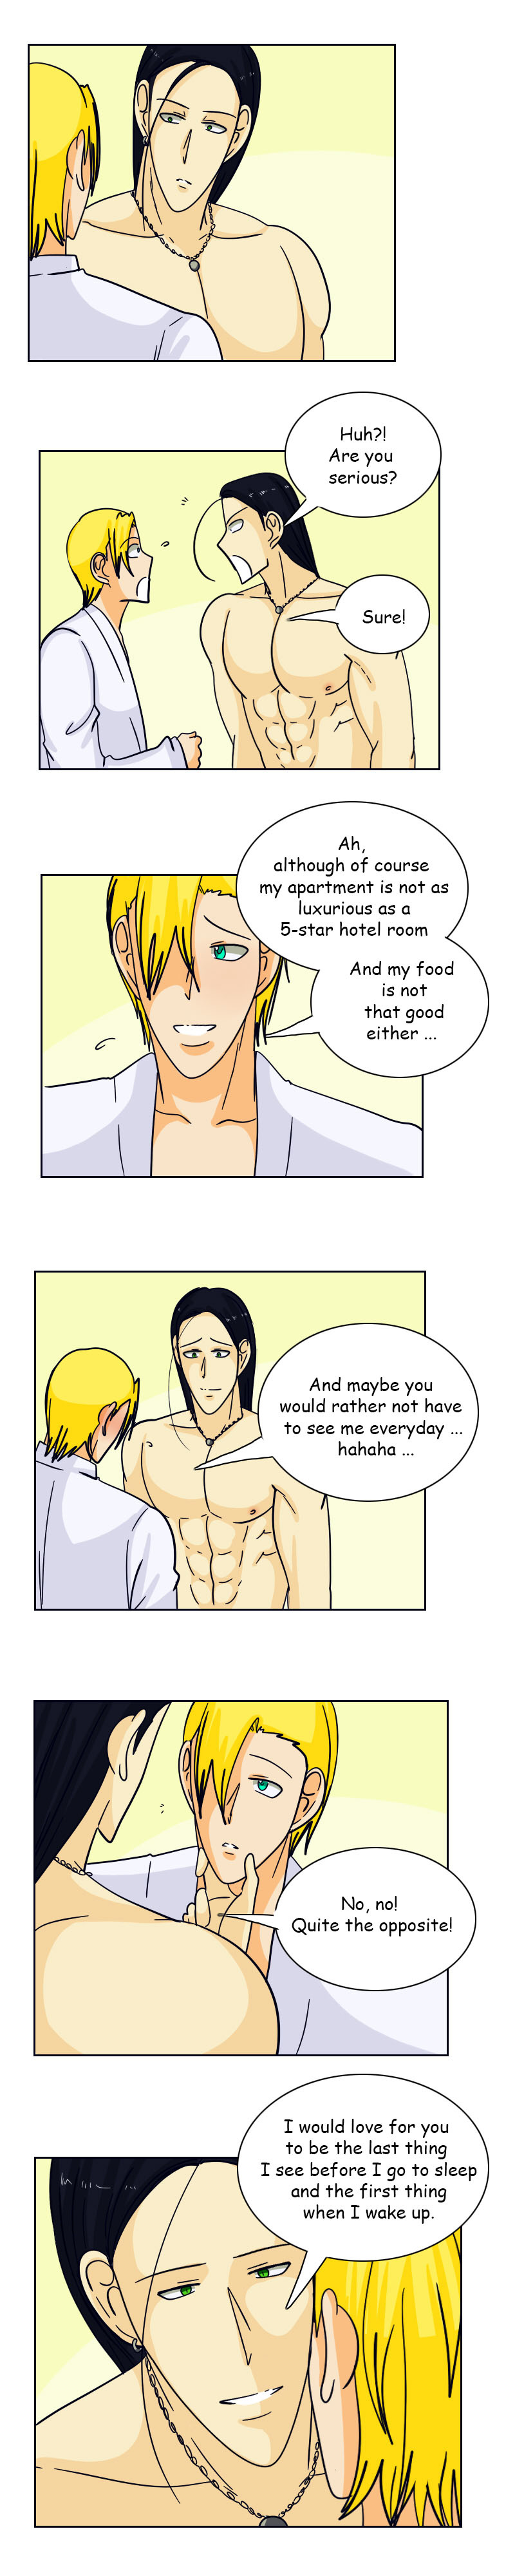 Huh?!
Are you
serious?
Sure!
Ah,
although of course
my apartment is not as
luxurious as a
5-star hotel room
And my food
is not
that good
either ...
And maybe you
would rather not have
to see me everyday ...
hahaha ...
No, no!
Quite the opposite!
I would love for you
to be the last thing
I see before I go to sleep
and the first thing
when I wake up.